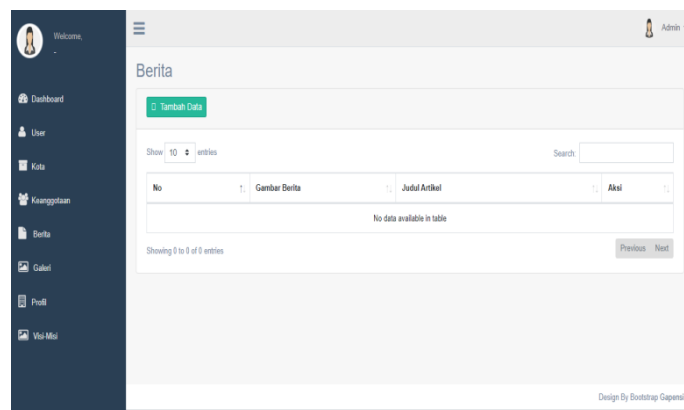 Welcome,
-
Dashboard
User
Kota
Keanggotaan
Berita
Galeri
Profil
Visi-Misi
Admin
Berita
Tambah Data
Show 10 entries
Search:
No Gambar Berita Judul Artikel Aksi
No data available in table
Showing 0 to 0 of 0 entries
Previous Next
Design By Bootstrap Gapensi